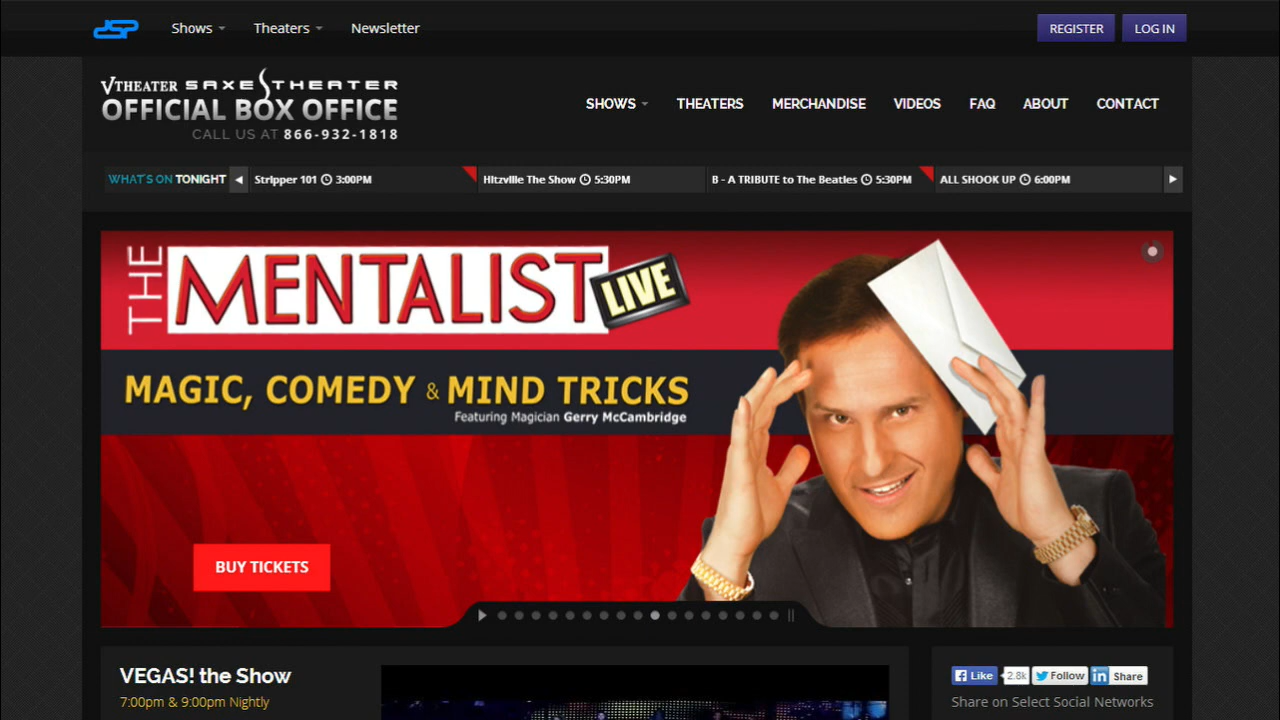 JSP Shows Theaters Newsletter REGISTER LOG IN
VTHEATER SAXE THEATER
OFFICIAL BOX OFFICE
CALL US AT 866-932-1818
SHOWS THEATERS MERCHANDISE VIDEOS FAQ ABOUT CONTACT
WHAT'S ON TONIGHT Stripper 101 3:00PM Hitzville The Show 5:30PM B - A TRIBUTE to The Beatles 5:30PM ALL SHOOK UP 6:00PM
THE MENTALIST LIVE
MAGIC, COMEDY & MIND TRICKS
Featuring Magician Gerry McCambridge
BUY TICKETS
VEGAS! the Show
7:00pm & 9:00pm Nightly
Like 2.8k Follow in Share
Share on Select Social Networks